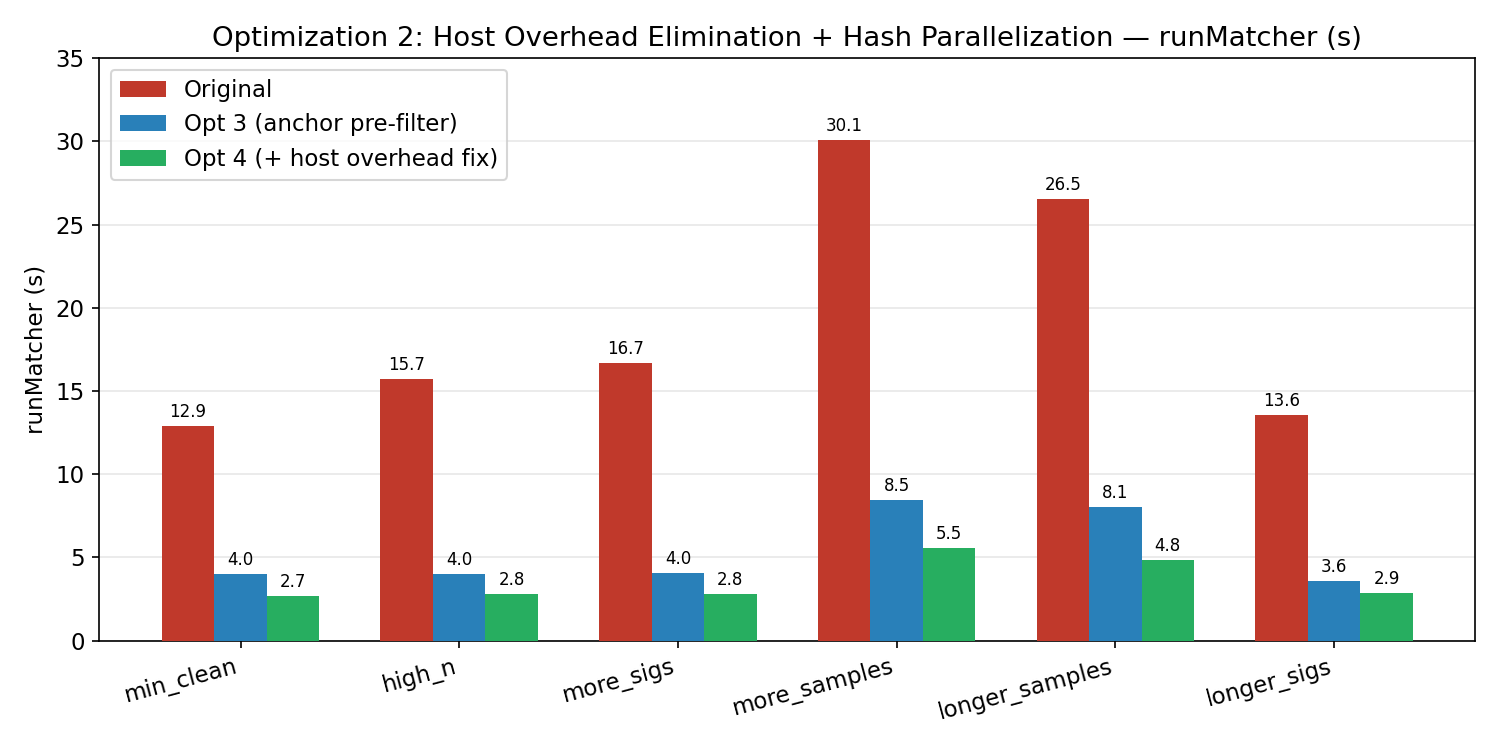 Optimization 2: Host Overhead Elimination + Hash Parallelization — runMatcher (s)
Original
Opt 3 (anchor pre-filter)
Opt 4 (+ host overhead fix)
runMatcher (s)
35
30
25
20
15
10
5
0
12.9
4.0
2.7
15.7
4.0
2.8
16.7
4.0
2.8
30.1
8.5
5.5
26.5
8.1
4.8
13.6
3.6
2.9
min_clean
high_n
more_sigs
more_samples
longer_samples
longer_sigs